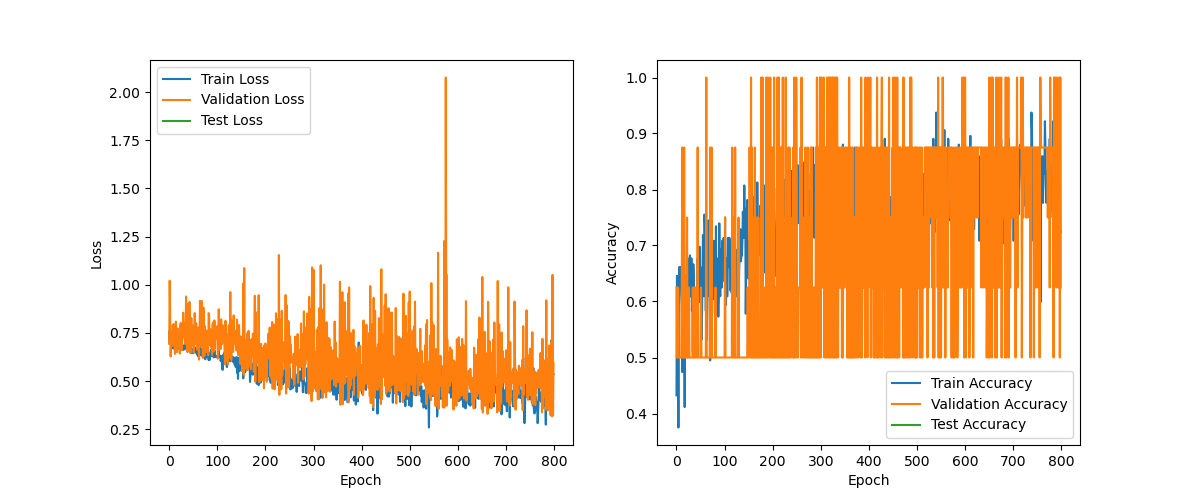 Train Loss
Validation Loss
Test Loss
2.00
1.75
1.50
1.25
1.00
0.75
0.50
0.25
Loss
0 100 200 300 400 500 600 700 800
Epoch
1.0
0.9
0.8
0.7
0.6
0.5
0.4
Accuracy
Train Accuracy
Validation Accuracy
Test Accuracy
0 100 200 300 400 500 600 700 800
Epoch